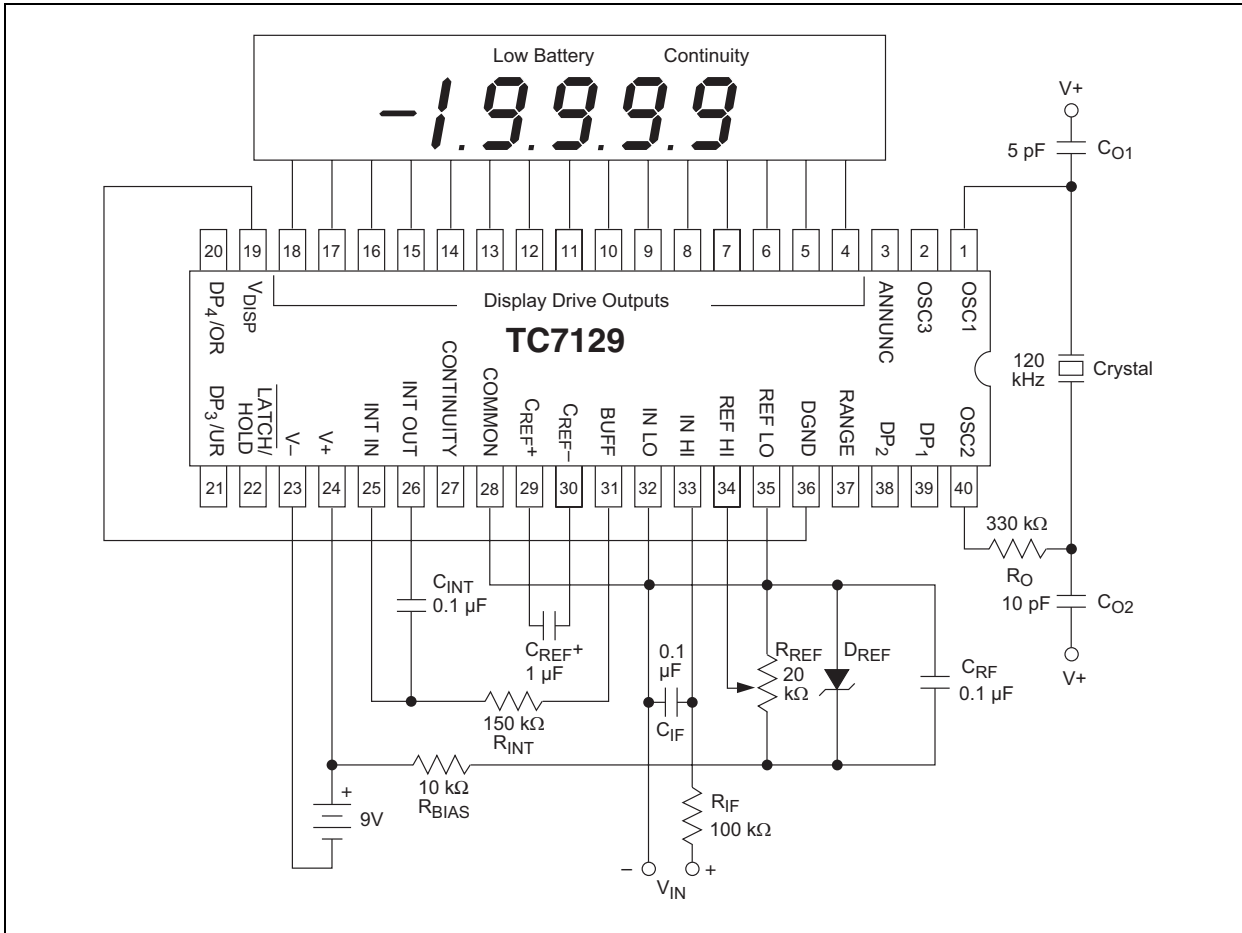 Low Battery Continuity
-1.9.9.9.9
V+
5 pF
CO1
20 19 18 17 16 15 14 13 12 11 10 9 8 7 6 5 4 3 2 1
DP4/OR
VDISP
Display Drive Outputs
ANNUNC
OSC3
OSC1
TC7129
120
kHz
Crystal
DP3/UR
LATCH/
HOLD
V–
V+
INT IN
INT OUT
CONTINUITY
COMMON
CREF+
CREF–
BUFF
IN LO
IN HI
REF HI
REF LO
DGND
RANGE
DP2
DP1
OSC2
21 22 23 24 25 26 27 28 29 30 31 32 33 34 35 36 37 38 39 40
330 kΩ
RO
10 pF
CO2
V+
CINT
0.1 µF
CREF+
1 µF
0.1
µF
CIF
RREF
20
kΩ
DREF
CRF
0.1 µF
150 kΩ
RINT
10 kΩ
RBIAS
+
9V
RIF
100 kΩ
– VIN +